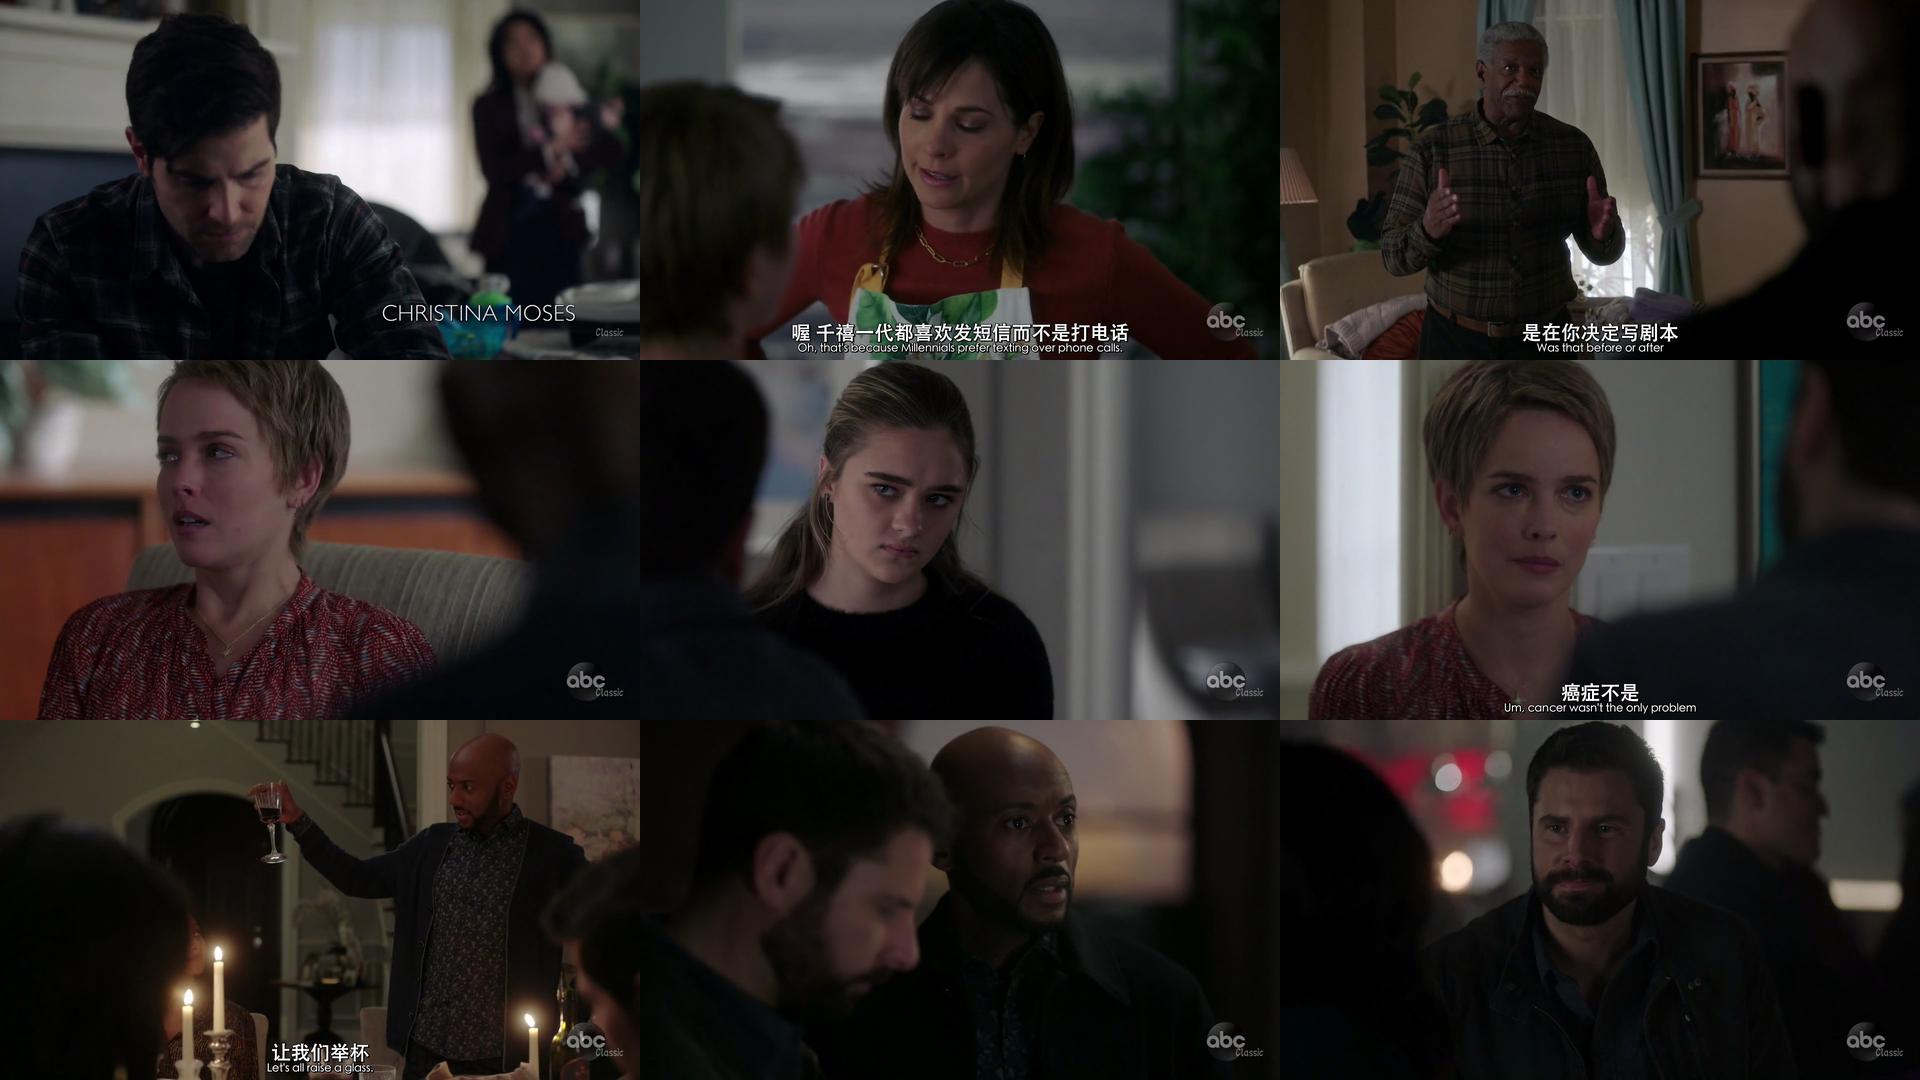 CHRISTINA MOSES
Classic
喔 千禧一代都喜欢发短信而不是打电话
Oh, that's because Millennials prefer texting over phone calls.
abc
Classic
是在你决定写剧本
Was that before or after
abc
Classic
abc
Classic
abc
Classic
癌症不是
Um, cancer wasn't the only problem
abc
Classic
让我们举杯
Let's all raise a glass.
abc
Classic
abc
Classic
abc
Classic